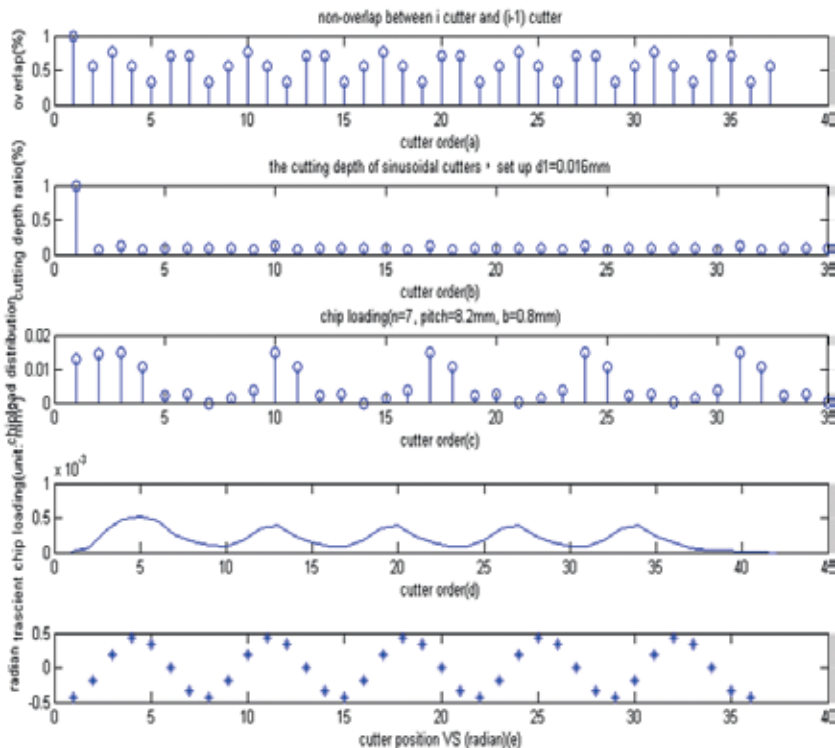 non-overlap between i cutter and (i-1) cutter
overlap(%)
1
0.5
0
0 5 10 15 20 25 30 35 40
cutter order(a)
the cutting depth of sinusoidal cutters, set up d1=0.016mm
cutting depth ratio(%)
1
0.5
0
0 5 10 15 20 25 30 35
cutter order(b)
chip loading(n=7, pitch=8.2mm, b=0.8mm)
chipload distribution
0.02
0.01
0
0 5 10 15 20 25 30 35
cutter order(c)
trascient chip loading(unit:
x 10⁻³
1
0.5
0
0 5 10 15 20 25 30 35 40 45
cutter order(d)
radian
0.5
0
-0.5
0 5 10 15 20 25 30 35 40
cutter position VS (radian)(e)